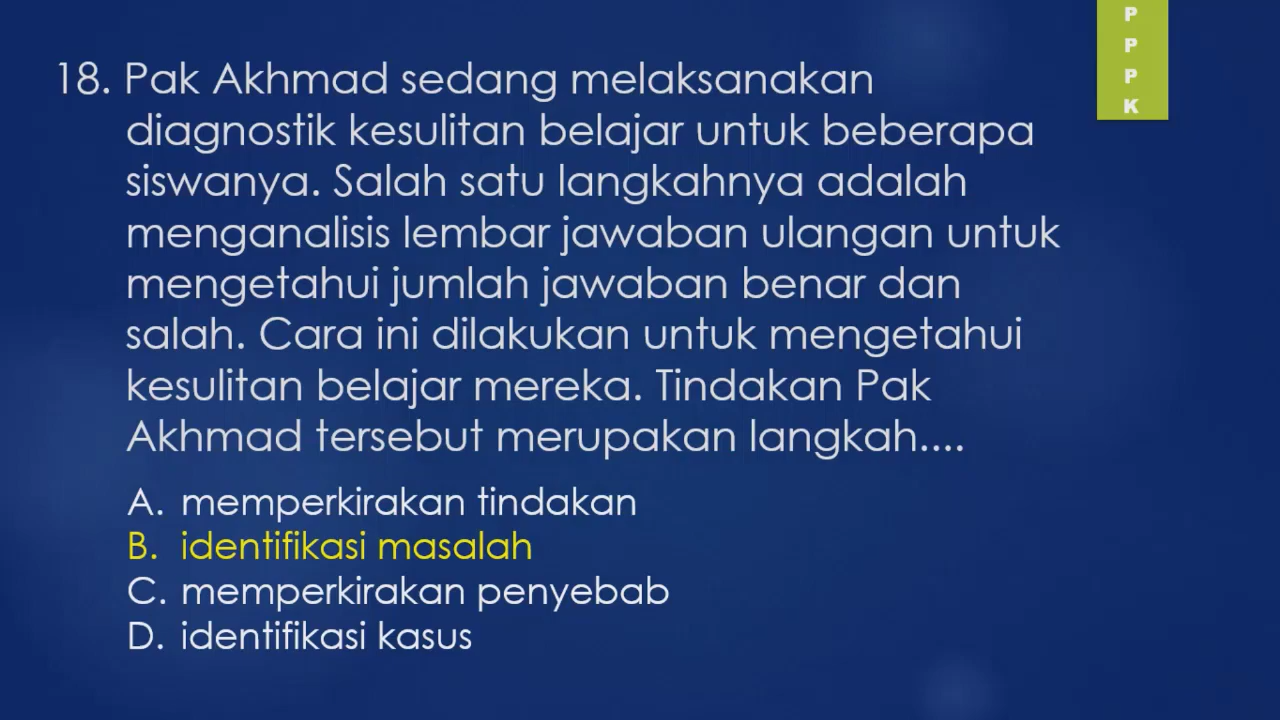 P
P
P
K
18. Pak Akhmad sedang melaksanakan
diagnostik kesulitan belajar untuk beberapa
siswanya. Salah satu langkahnya adalah
menganalisis lembar jawaban ulangan untuk
mengetahui jumlah jawaban benar dan
salah. Cara ini dilakukan untuk mengetahui
kesulitan belajar mereka. Tindakan Pak
Akhmad tersebut merupakan langkah....
A. memperkirakan tindakan
B. identifikasi masalah
C. memperkirakan penyebab
D. identifikasi kasus